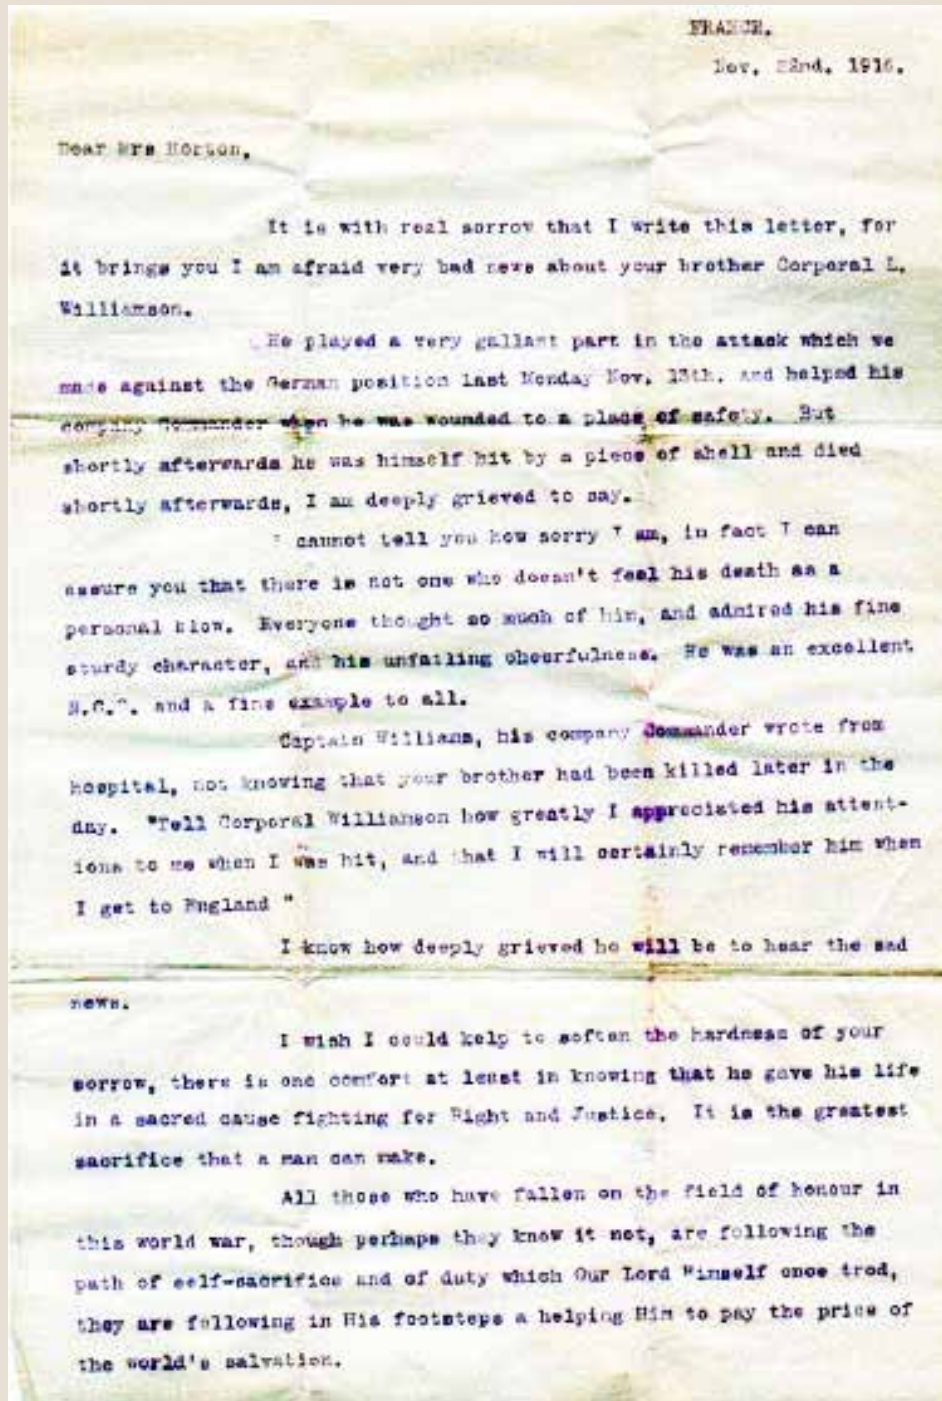 FRANCE.
Nov. 22nd. 1916.
Dear Mrs Horton,
It is with real sorrow that I write this letter, for
it brings you I am afraid very bad news about your brother Corporal L.
Williamson.
He played a very gallant part in the attack which we
made against the German position last Monday Nov. 13th. and helped his
company Commander when he was wounded to a place of safety. But
shortly afterwards he was himself hit by a piece of shell and died
shortly afterwards, I am deeply grieved to say.
I cannot tell you how sorry I am, in fact I can
assure you that there is not one who doesn't feel his death as a
personal blow. Everyone thought so much of him, and admired his fine
sturdy character, and his unfailing cheerfulness. He was an excellent
N.C.O. and a fine example to all.
Captain Williams, his company Commander wrote from
hospital, not knowing that your brother had been killed later in the
day. "Tell Corporal Williamson how greatly I appreciated his attent-
ions to me when I was hit, and that I will certainly remember him when
I get to England "
I know how deeply grieved he will be to hear the sad
news.
I wish I could kelp to soften the hardness of your
sorrow, there is one comfort at least in knowing that he gave his life
in a sacred cause fighting for Right and Justice. It is the greatest
sacrifice that a man can make.
All those who have fallen on the field of honour in
this world war, though perhaps they know it not, are following the
path of self-sacrifice and of duty which Our Lord Himself once trod,
they are following in His footsteps a helping Him to pay the price of
the world's salvation.